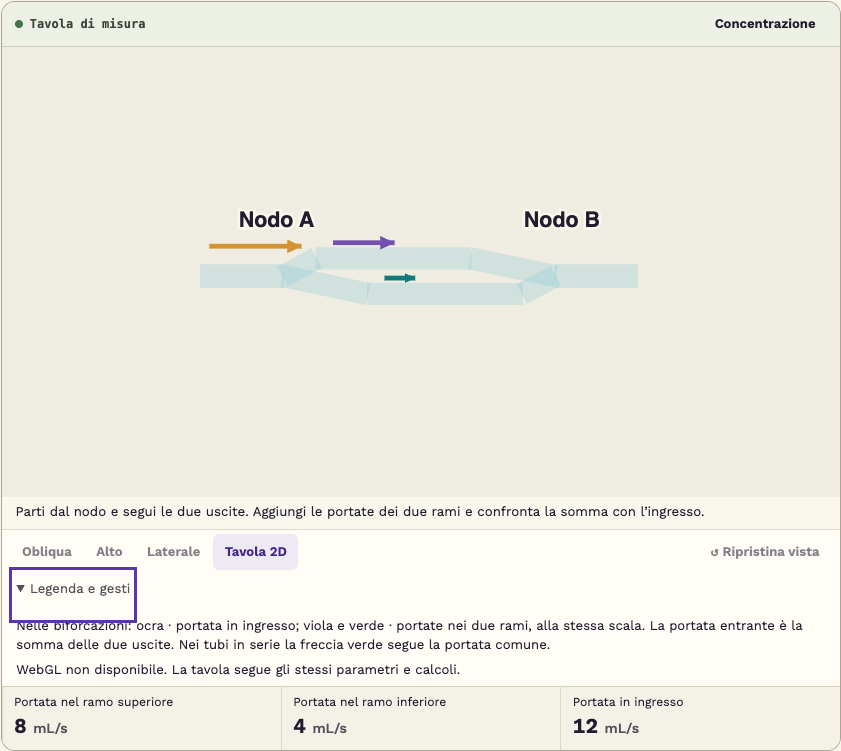 Tavola di misura
Concentrazione
Nodo A
Nodo B
Parti dal nodo e segui le due uscite. Aggiungi le portate dei due rami e confronta la somma con l’ingresso.
Obliqua Alto Laterale Tavola 2D ↺ Ripristina vista
▼ Legenda e gesti
Nelle biforcazioni: ocra · portata in ingresso; viola e verde · portate nei due rami, alla stessa scala. La portata entrante è la
somma delle due uscite. Nei tubi in serie la freccia verde segue la portata comune.
WebGL non disponibile. La tavola segue gli stessi parametri e calcoli.
Portata nel ramo superiore
8 mL/s
Portata nel ramo inferiore
4 mL/s
Portata in ingresso
12 mL/s